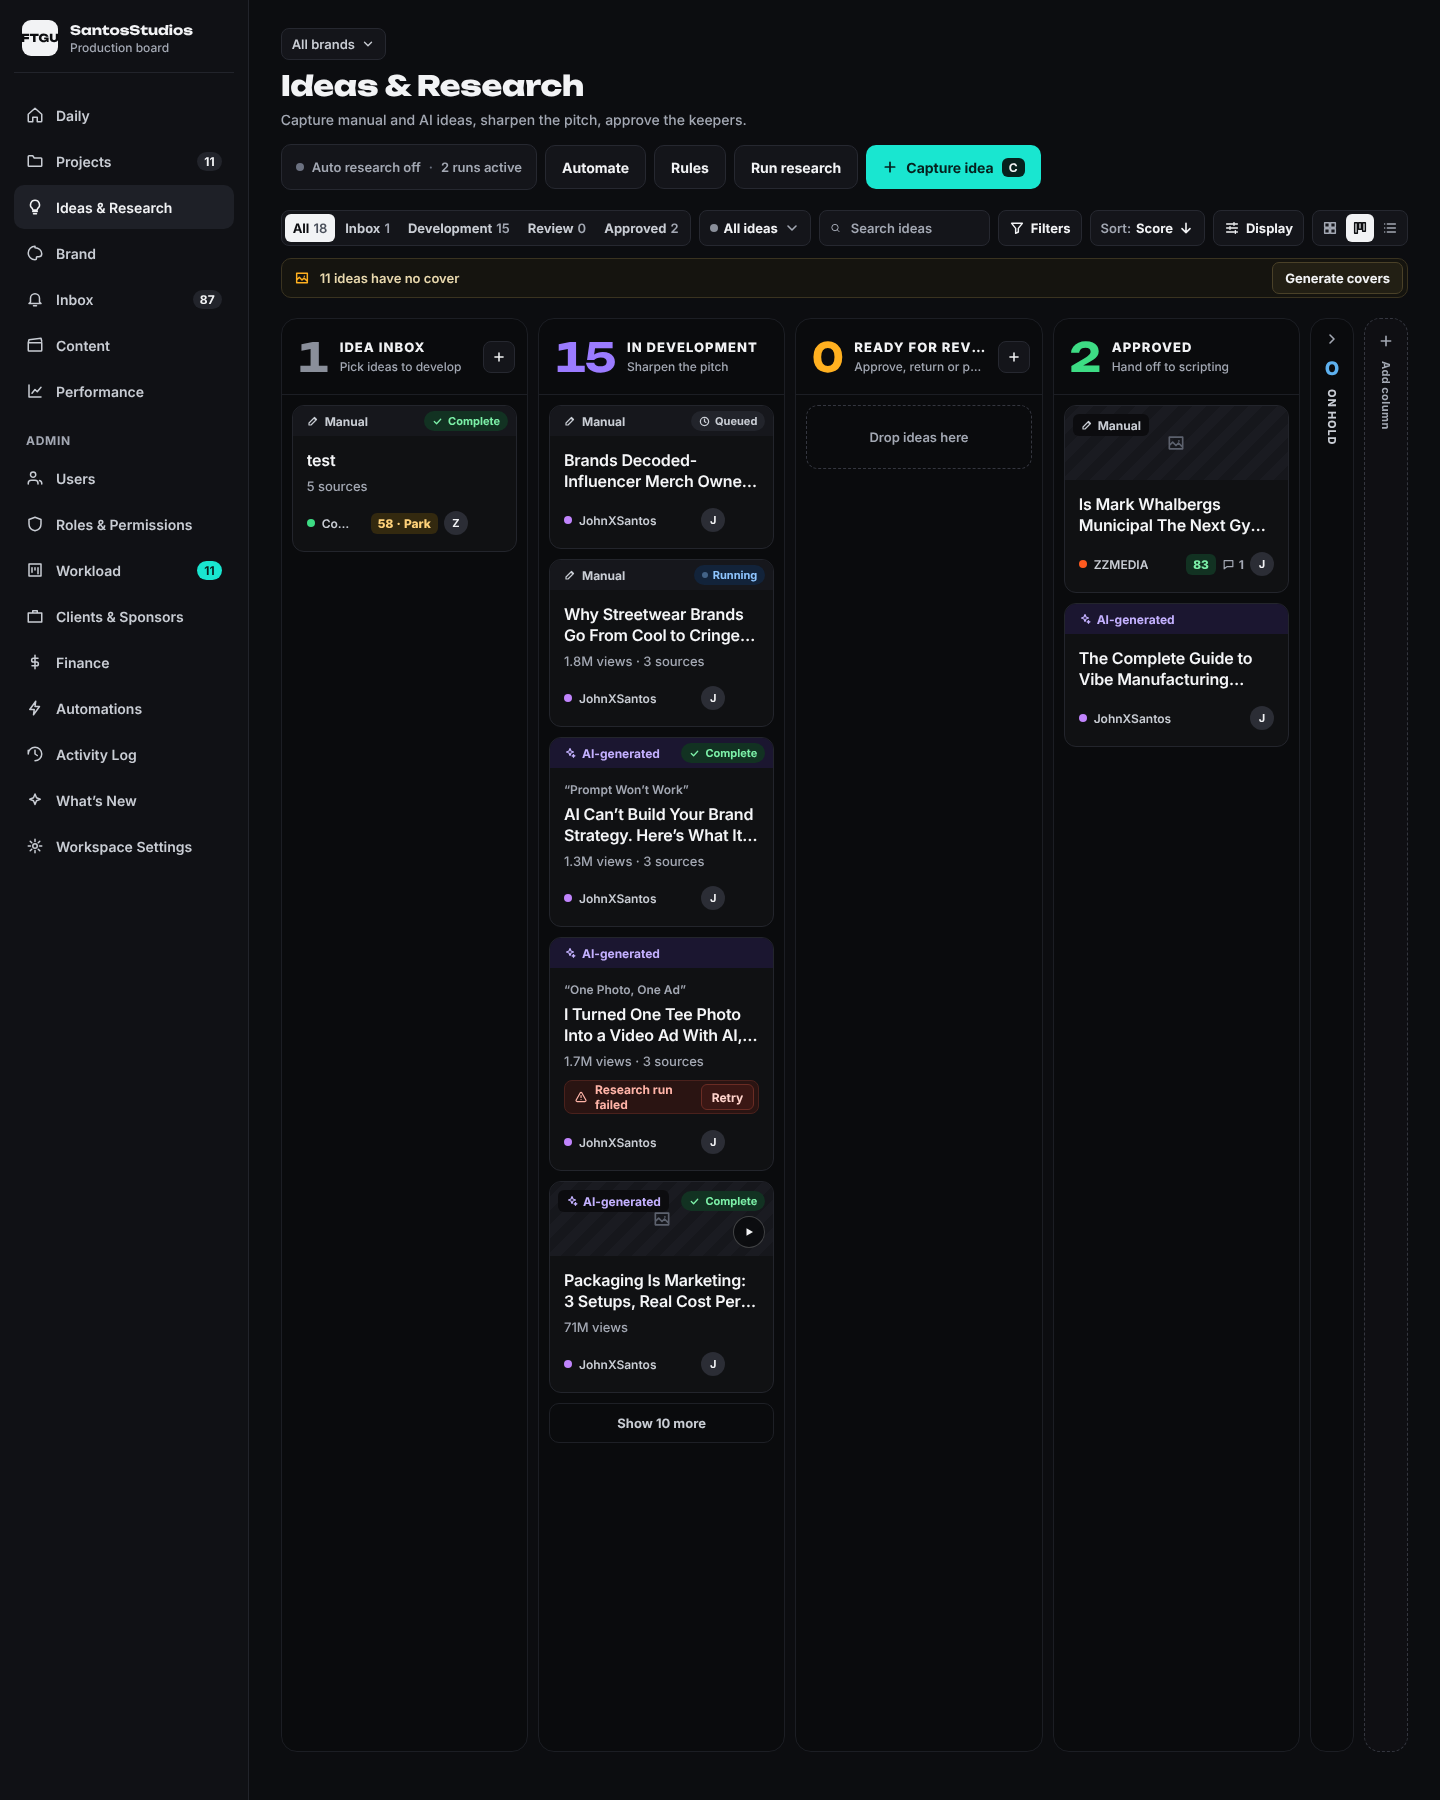 FTGU
SantosStudios
Production board
Daily
Projects 11
Ideas & Research
Brand
Inbox 87
Content
Performance
ADMIN
Users
Roles & Permissions
Workload 11
Clients & Sponsors
Finance
Automations
Activity Log
What's New
Workspace Settings
All brands
Ideas & Research
Capture manual and AI ideas, sharpen the pitch, approve the keepers.
Auto research off · 2 runs active
Automate
Rules
Run research
Capture idea C
All 18
Inbox 1
Development 15
Review 0
Approved 2
All ideas
Search ideas
Filters
Sort: Score
Display
11 ideas have no cover
Generate covers
1 IDEA INBOX
Pick ideas to develop
Manual
Complete
test
5 sources
Co...
58 · Park
Z
15 IN DEVELOPMENT
Sharpen the pitch
Manual
Queued
Brands Decoded-
Influencer Merch Owne...
JohnXSantos
J
Manual
Running
Why Streetwear Brands
Go From Cool to Cringe...
1.8M views · 3 sources
JohnXSantos
J
AI-generated
Complete
“Prompt Won't Work”
AI Can't Build Your Brand
Strategy. Here's What It...
1.3M views · 3 sources
JohnXSantos
J
AI-generated
“One Photo, One Ad”
I Turned One Tee Photo
Into a Video Ad With AI,...
1.7M views · 3 sources
Research run
failed
Retry
JohnXSantos
J
AI-generated
Complete
Packaging Is Marketing:
3 Setups, Real Cost Per...
71M views
JohnXSantos
J
Show 10 more
0 READY FOR REV...
Approve, return or p...
Drop ideas here
2 APPROVED
Hand off to scripting
Manual
Is Mark Whalbergs
Municipal The Next Gy...
ZZMEDIA
83
1
J
AI-generated
The Complete Guide to
Vibe Manufacturing...
JohnXSantos
J
0
ON HOLD
Add column